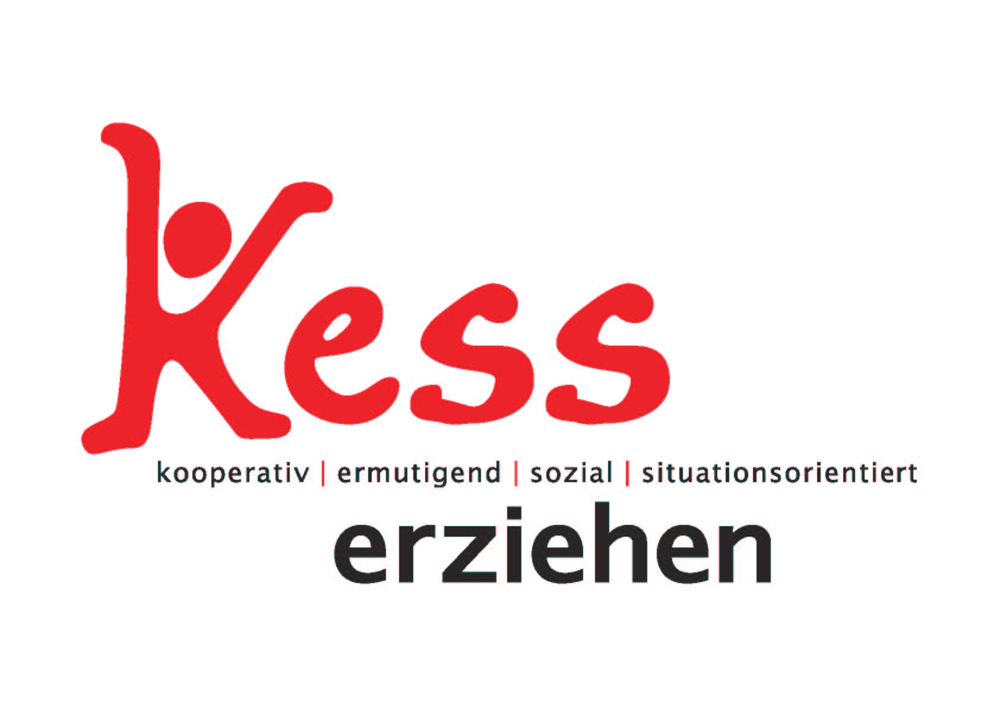 Kess
kooperativ | ermutigend | sozial | situationsorientiert
erziehen